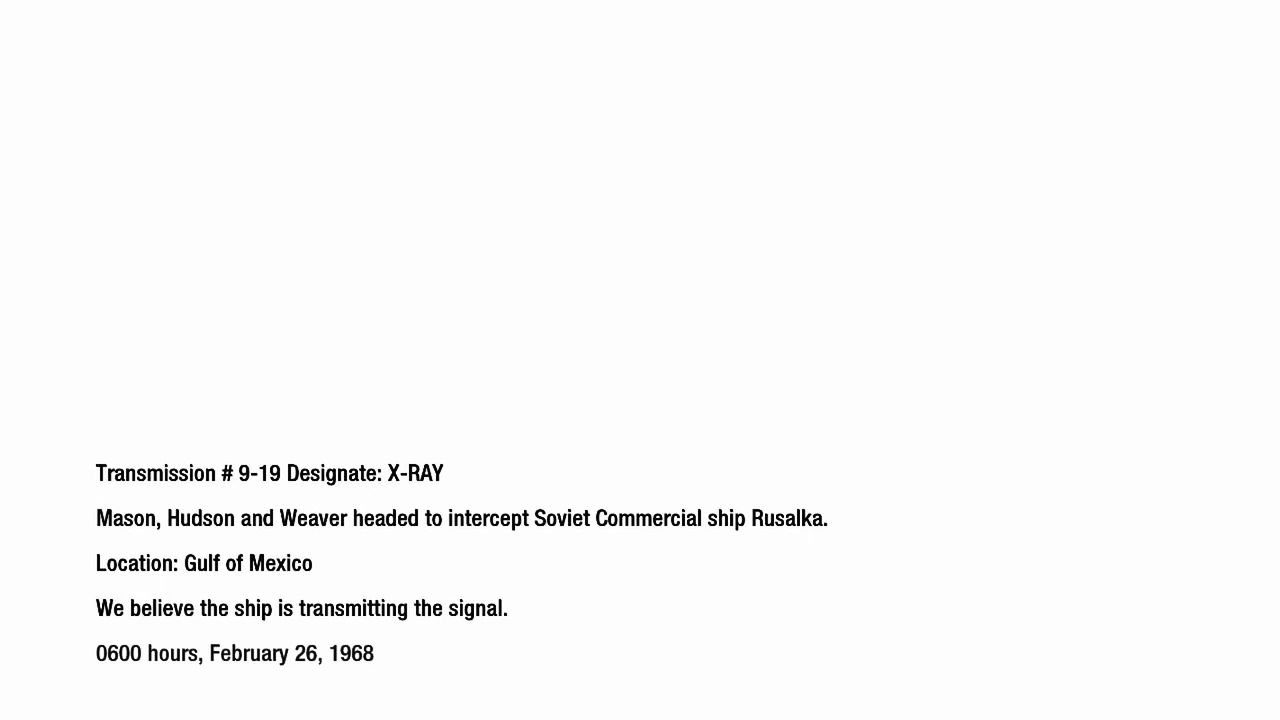 Transmission # 9-19 Designate: X-RAY
Mason, Hudson and Weaver headed to intercept Soviet Commercial ship Rusalka.
Location: Gulf of Mexico
We believe the ship is transmitting the signal.
0600 hours, February 26, 1968